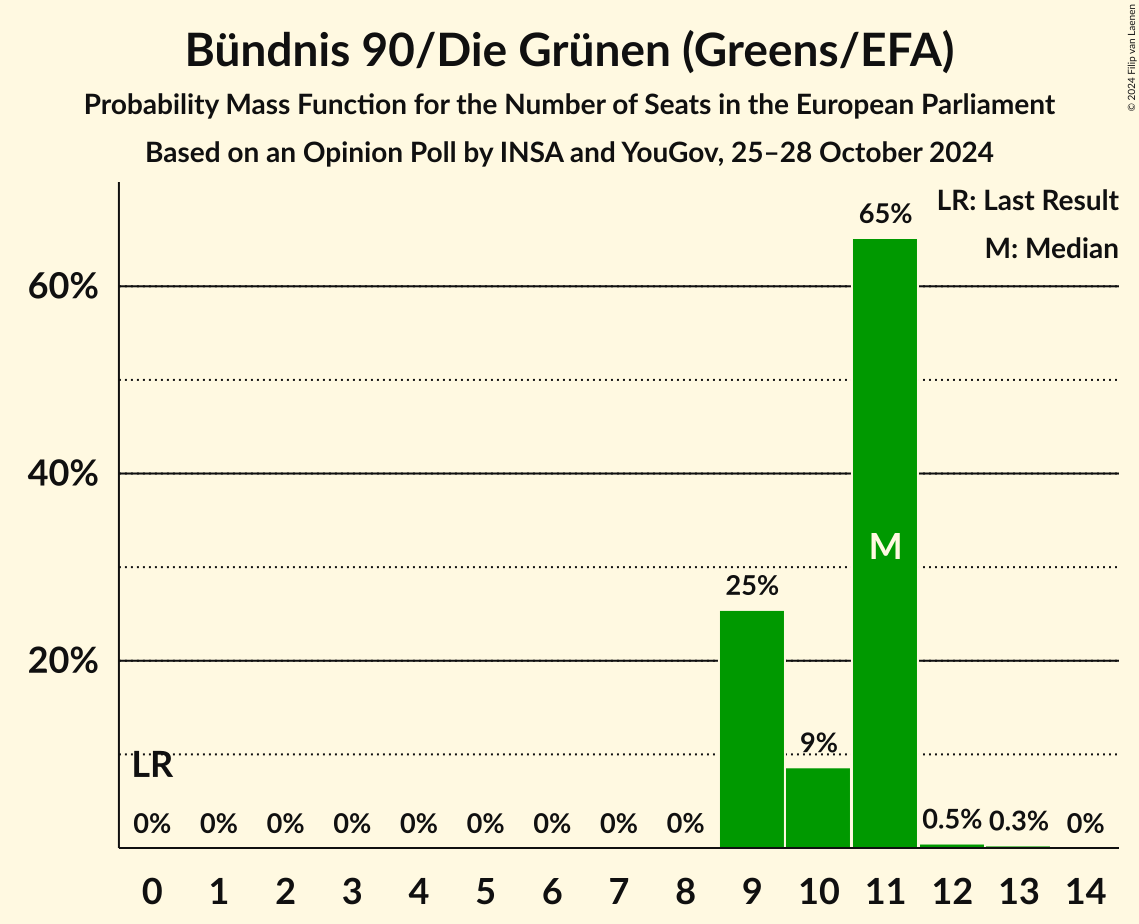 Bündnis 90/Die Grünen (Greens/EFA)
Probability Mass Function for the Number of Seats in the European Parliament
Based on an Opinion Poll by INSA and YouGov, 25–28 October 2024
© 2024 Filip van Laenen
LR: Last Result
M: Median
65%
60%
40%
M
25%
20%
9%
LR
0% 0% 0% 0% 0% 0% 0% 0% 0% 0.5% 0.3% 0%
0 1 2 3 4 5 6 7 8 9 10 11 12 13 14